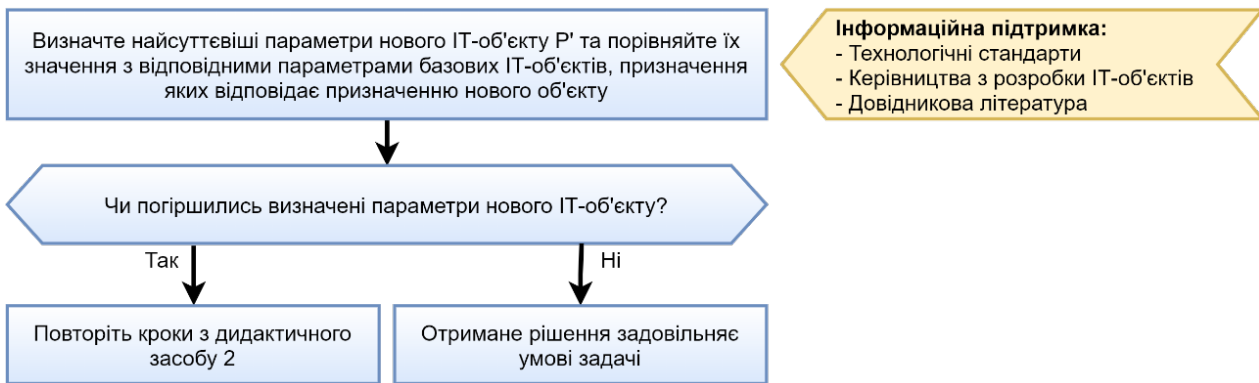 Визначте найсуттєвіші параметри нового ІТ-об'єкту Р' та порівняйте їх
значення з відповідними параметрами базових ІТ-об'єктів, призначення
яких відповідає призначенню нового об'єкту
Інформаційна підтримка:
- Технологічні стандарти
- Керівництва з розробки ІТ-об'єктів
- Довідникова література
Чи погіршились визначені параметри нового ІТ-об'єкту?
Так
Ні
Повторіть кроки з дидактичного
засобу 2
Отримане рішення задовільняє
умові задачі